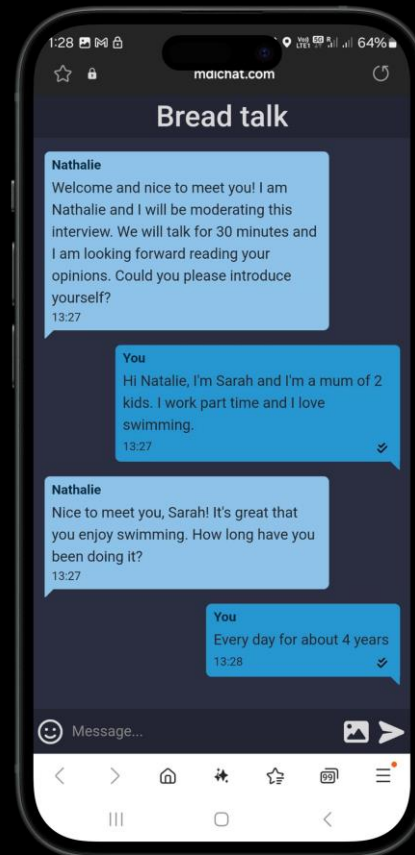 1:28 64%
mdichat.com
Bread talk
Nathalie
Welcome and nice to meet you! I am
Nathalie and I will be moderating this
interview. We will talk for 30 minutes and
I am looking forward reading your
opinions. Could you please introduce
yourself?
13:27
You
Hi Natalie, I'm Sarah and I'm a mum of 2
kids. I work part time and I love
swimming.
13:27
Nathalie
Nice to meet you, Sarah! It's great that
you enjoy swimming. How long have you
been doing it?
13:27
You
Every day for about 4 years
13:28
Message...
99